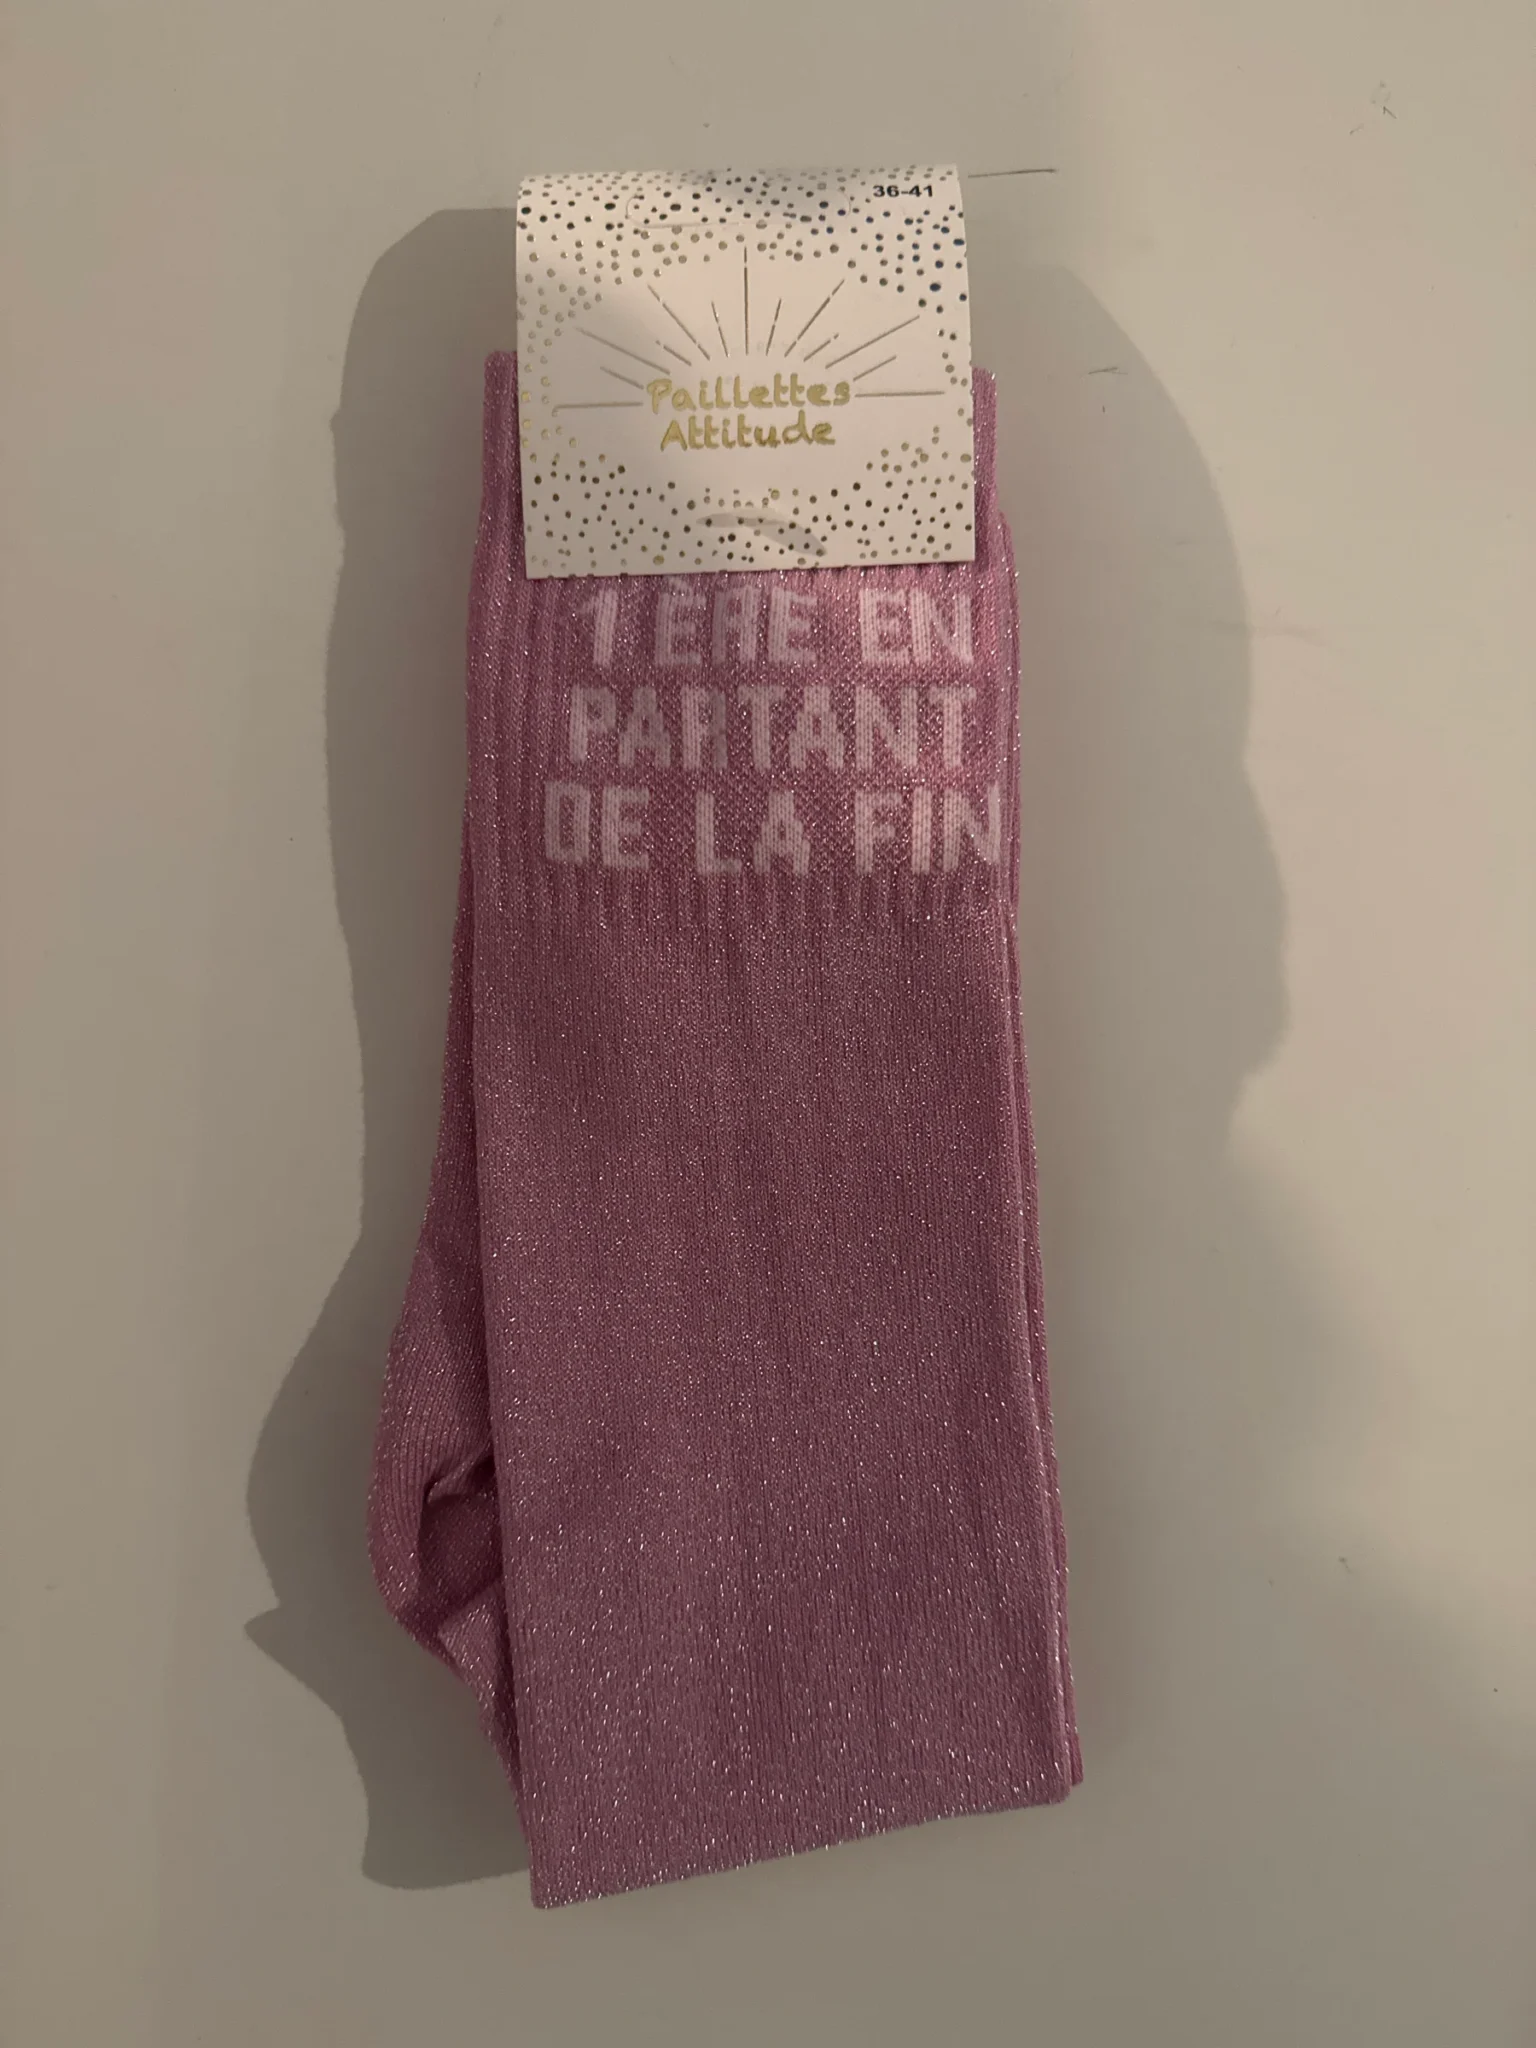 36-41
Paillettes
Attitude
1ÈRE EN
PARTANT
DE LA FIN